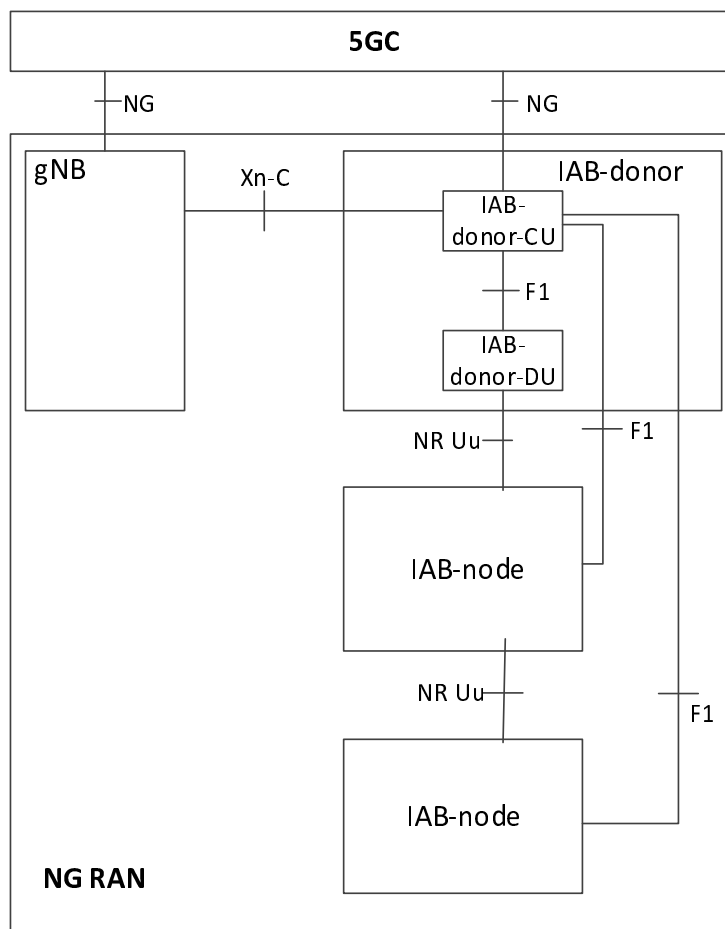 5GC
NG
NG
gNB
IAB-donor
Xn-C
IAB-
donor-CU
F1
IAB-
donor-DU
NR Uu
F1
IAB-node
NR Uu
F1
IAB-node
NG RAN